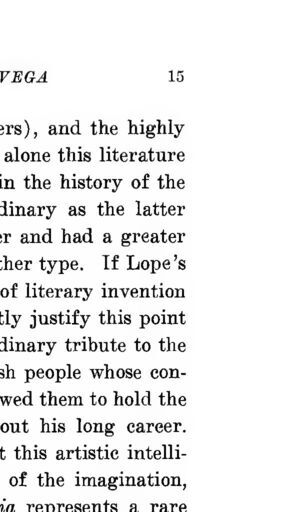 VEGA 15
ers), and the highly
alone this literature
in the history of the
dinary as the latter
er and had a greater
ther type. If Lope's
of literary invention
tly justify this point
dinary tribute to the
sh people whose con-
wed them to hold the
out his long career.
t this artistic intelli-
of the imagination,
ia represents a rare